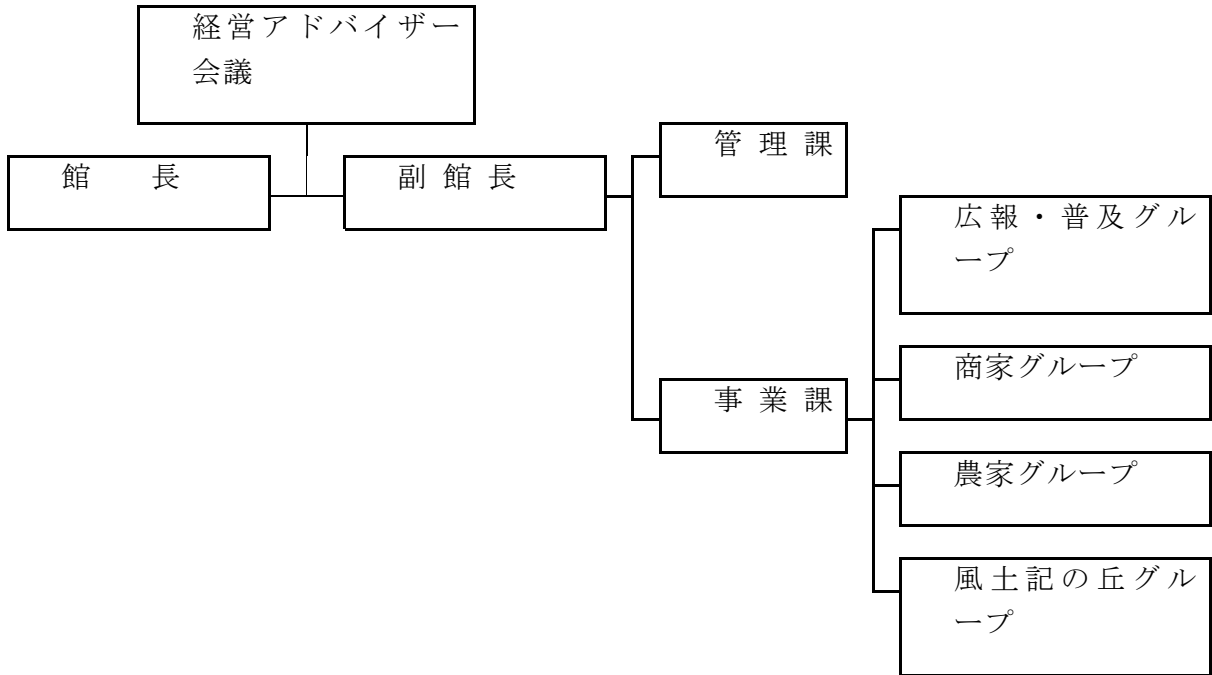 経営アドバイザー
会議
館　　長
副 館 長
管 理 課
事 業 課
広報・普及グル
ープ
商家グループ
農家グループ
風土記の丘グル
ープ